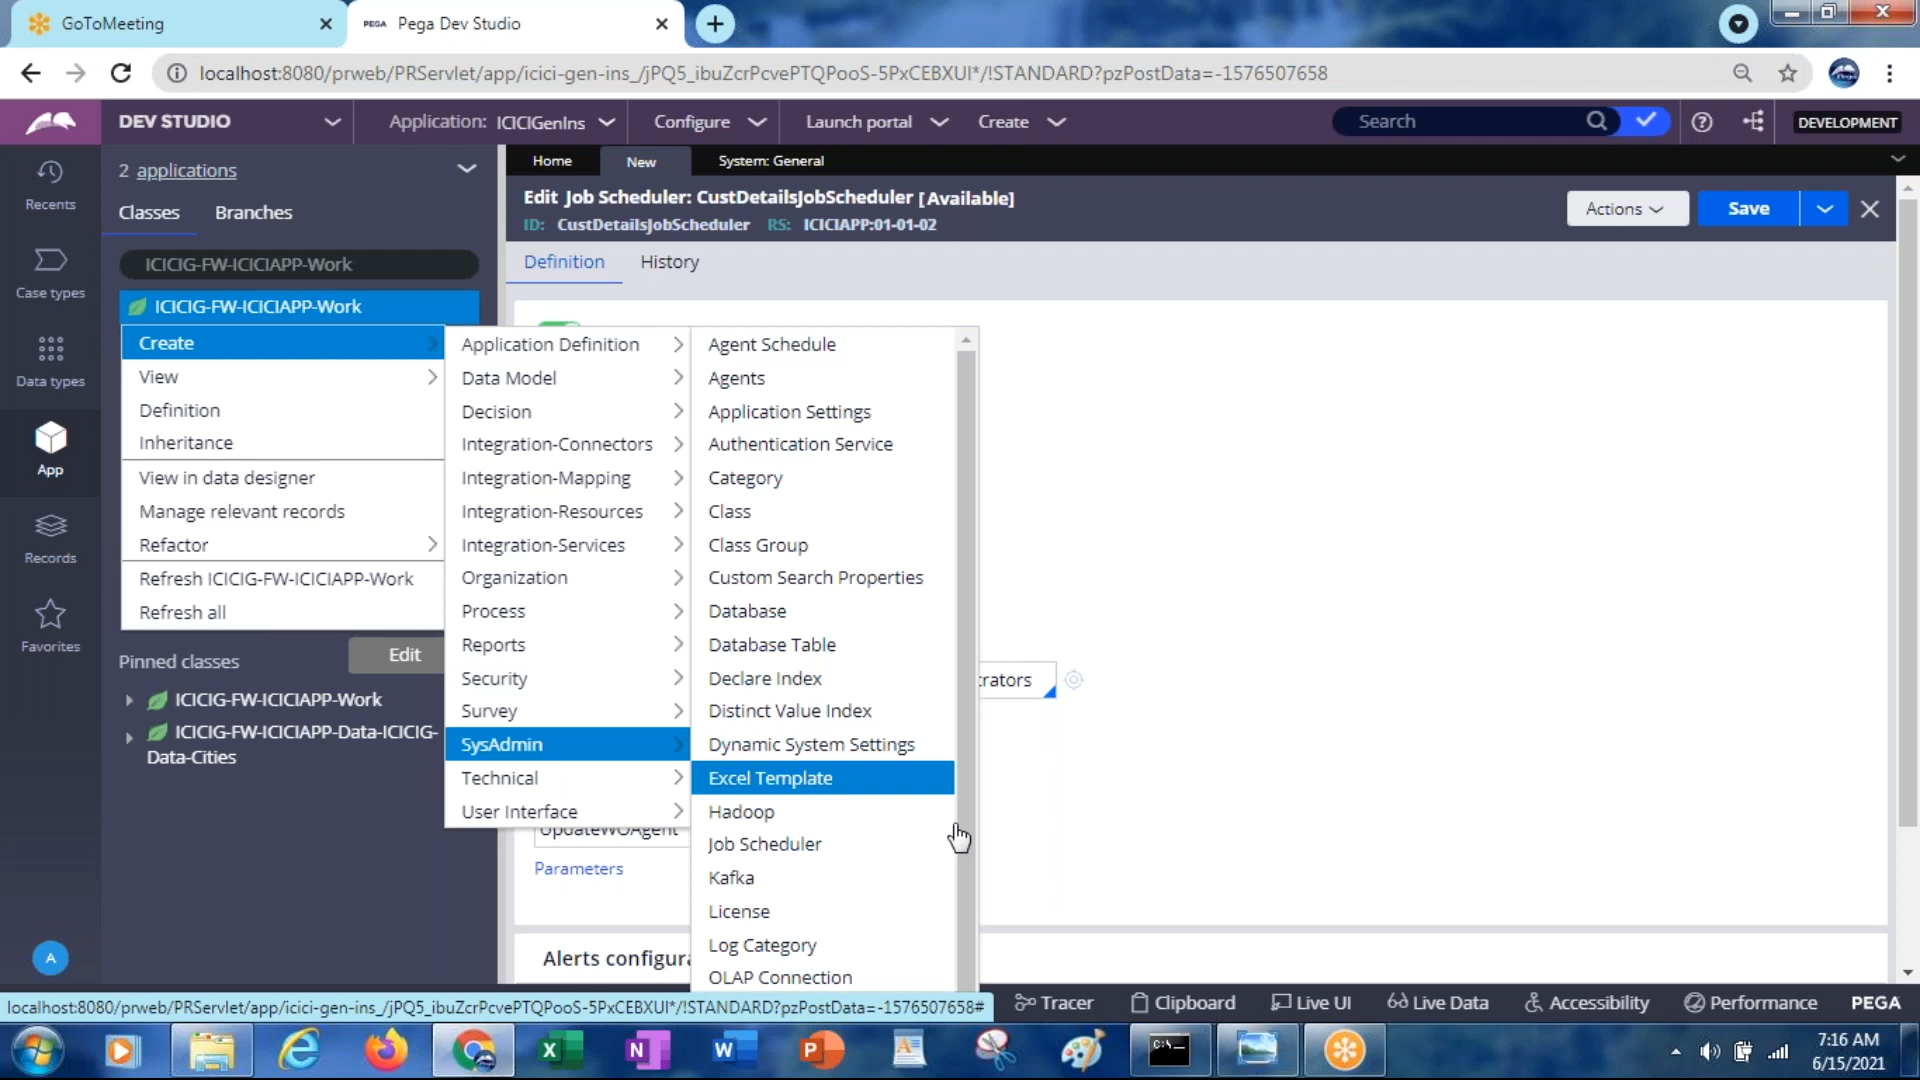 GoToMeeting
PEGA Pega Dev Studio
localhost:8080/prweb/PRServlet/app/icici-gen-ins_/jPQ5_ibuZcrPcvePTQPooS-5PxCEBXUI*/!STANDARD?pzPostData=-1576507658
DEV STUDIO
Application: ICICIGenIns
Configure
Launch portal
Create
Search
DEVELOPMENT
Recents
Case types
Data types
App
Records
Favorites
A
2 applications
Classes
Branches
ICICIG-FW-ICICIAPP-Work
ICICIG-FW-ICICIAPP-Work
Create
View
Definition
Inheritance
View in data designer
Manage relevant records
Refactor
Refresh ICICIG-FW-ICICIAPP-Work
Refresh all
Pinned classes
Edit
ICICIG-FW-ICICIAPP-Work
ICICIG-FW-ICICIAPP-Data-ICICIG-
Data-Cities
Application Definition
Data Model
Decision
Integration-Connectors
Integration-Mapping
Integration-Resources
Integration-Services
Organization
Process
Reports
Security
Survey
SysAdmin
Technical
User Interface
Agent Schedule
Agents
Application Settings
Authentication Service
Category
Class
Class Group
Custom Search Properties
Database
Database Table
Declare Index
Distinct Value Index
Dynamic System Settings
Excel Template
Hadoop
Job Scheduler
Kafka
License
Log Category
OLAP Connection
Home
New
System: General
Edit Job Scheduler: CustDetailsJobScheduler [Available]
ID: CustDetailsJobScheduler RS: ICICIAPP:01-01-02
Actions
Save
Definition
History
rators
UpdateWOAgent
Parameters
Alerts configura
localhost:8080/prweb/PRServlet/app/icici-gen-ins_/jPQ5_ibuZcrPcvePTQPooS-5PxCEBXUI*/!STANDARD?pzPostData=-1576507658#
Tracer
Clipboard
Live UI
Live Data
Accessibility
Performance
PEGA
7:16 AM
6/15/2021